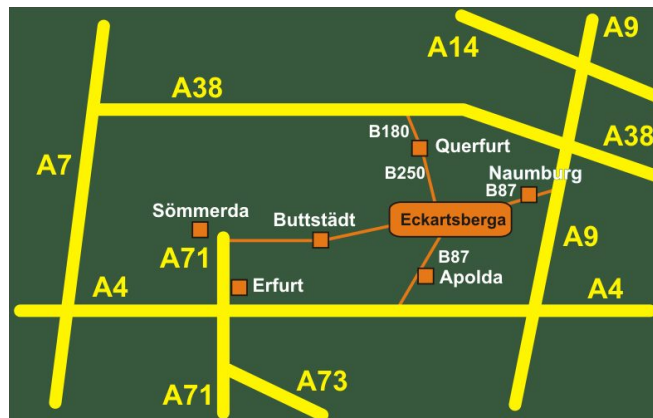 A9
A14
A38
B180
Querfurt
A38
A7
B250
Naumburg
B87
Sömmerda
Buttstädt
Eckartsberga
A71
A9
B87
Apolda
A4
Erfurt
A4
A71
A73